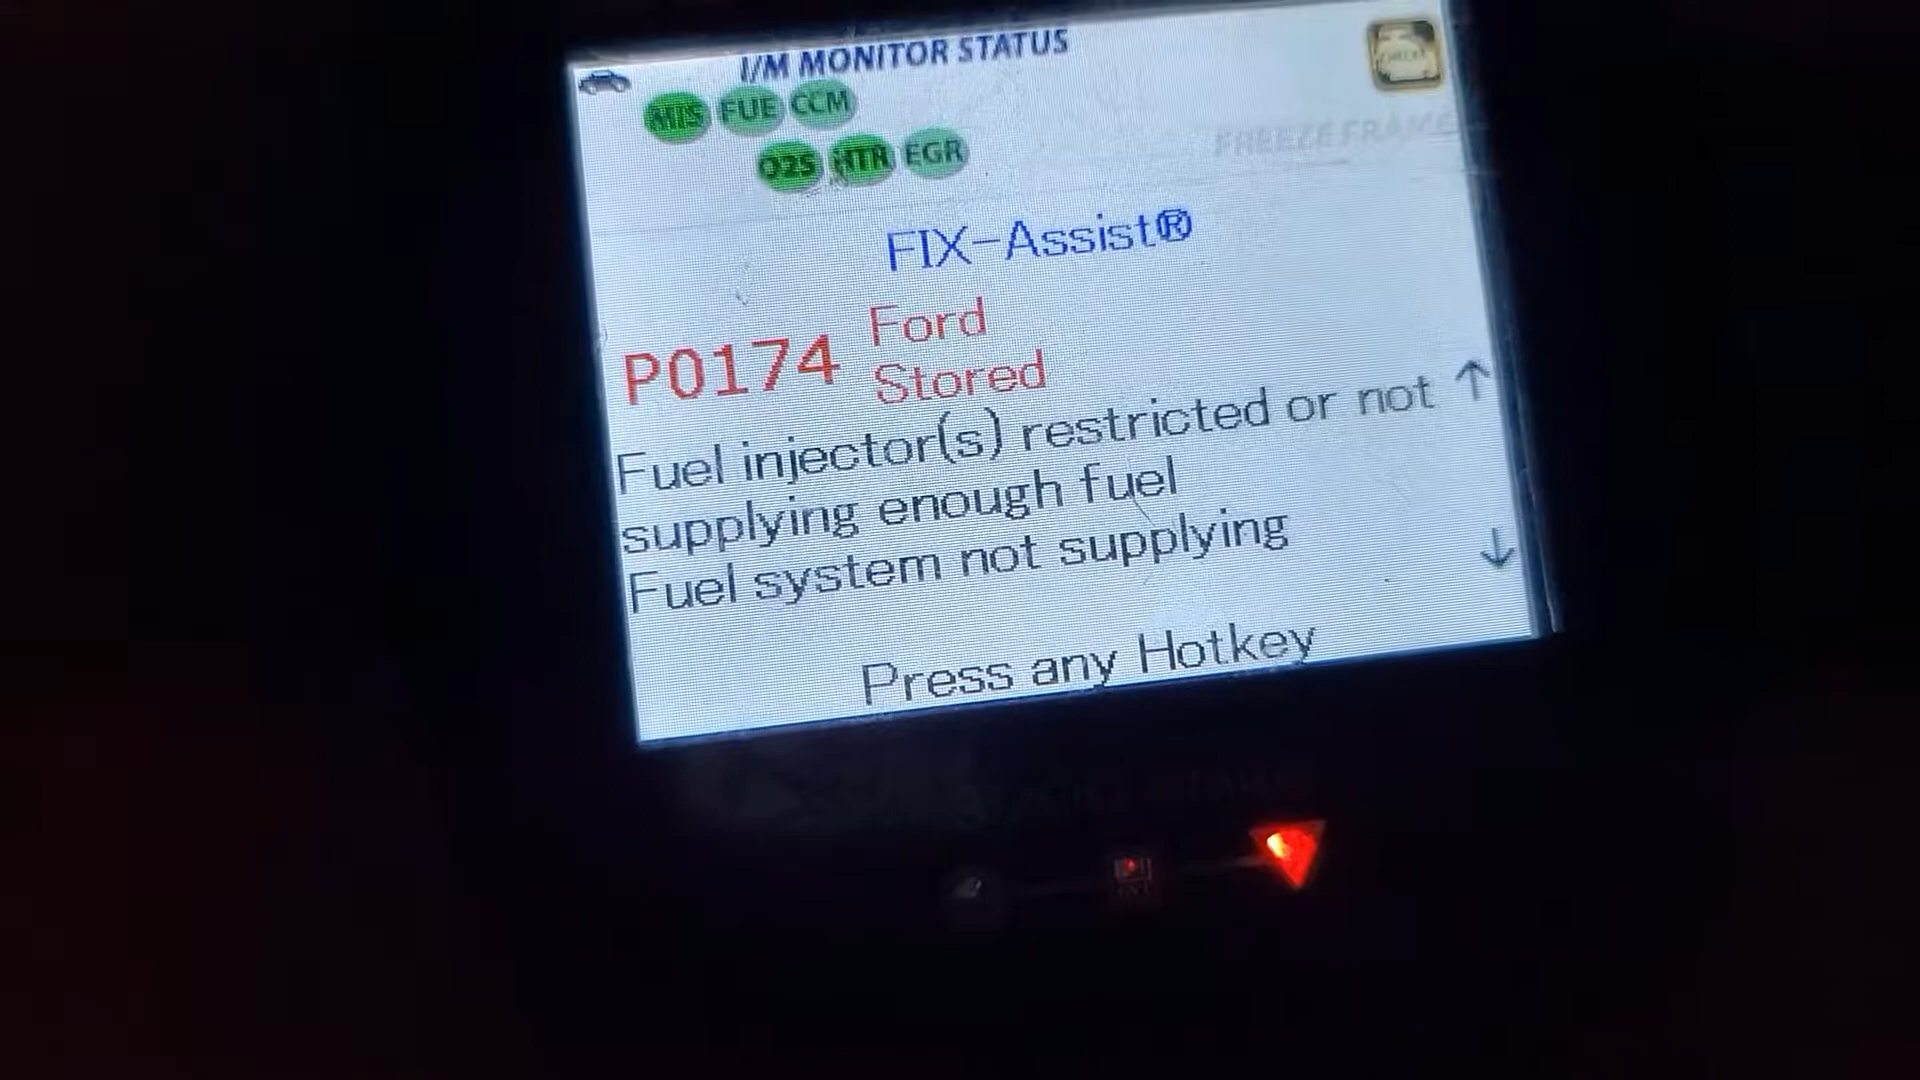 I/M MONITOR STATUS
MIS FUE CCM
O2S HTR EGR
CHECK
FREEZE FRAME
FIX-Assist®
P0174
Ford
Stored
Fuel injector(s) restricted or not
supplying enough fuel
Fuel system not supplying
Press any Hotkey